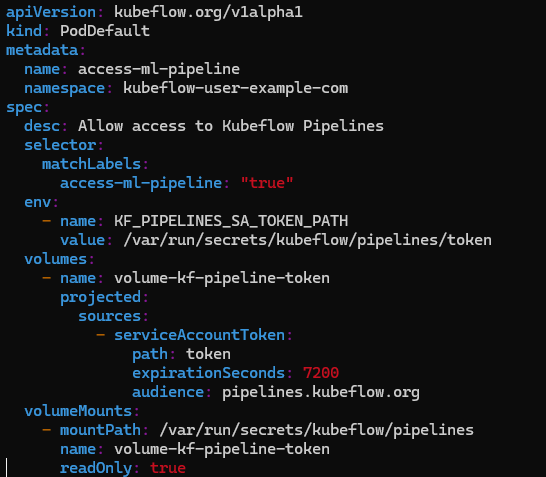 apiVersion: kubeflow.org/v1alpha1
kind: PodDefault
metadata:
  name: access-ml-pipeline
  namespace: kubeflow-user-example-com
spec:
  desc: Allow access to Kubeflow Pipelines
  selector:
    matchLabels:
      access-ml-pipeline: "true"
  env:
    - name: KF_PIPELINES_SA_TOKEN_PATH
      value: /var/run/secrets/kubeflow/pipelines/token
  volumes:
    - name: volume-kf-pipeline-token
      projected:
        sources:
          - serviceAccountToken:
              path: token
              expirationSeconds: 7200
              audience: pipelines.kubeflow.org
  volumeMounts:
    - mountPath: /var/run/secrets/kubeflow/pipelines
      name: volume-kf-pipeline-token
      readOnly: true